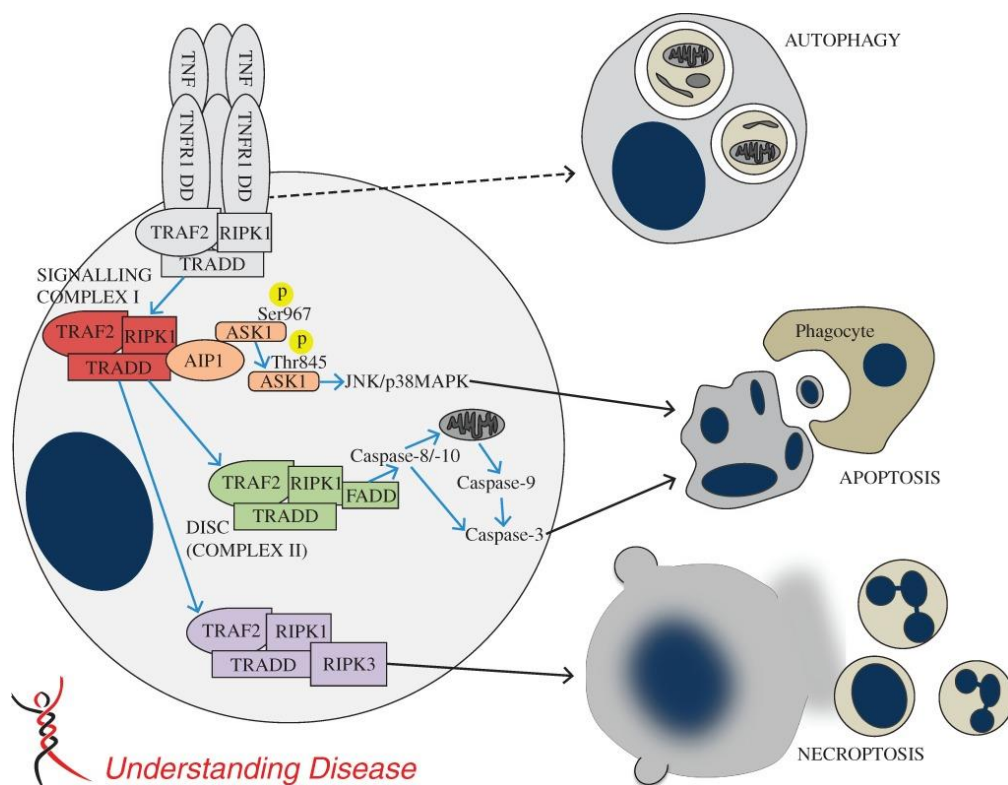 TNF
TNF
TNFR1 DD
TNFR1 DD
TRAF2
RIPK1
TRADD
AUTOPHAGY
SIGNALLING
COMPLEX I
TRAF2
RIPK1
TRADD
AIP1
p
Ser967
ASK1
p
Thr845
ASK1
JNK/p38MAPK
Phagocyte
APOPTOSIS
Caspase-8/-10
Caspase-9
Caspase-3
TRAF2
RIPK1
FADD
TRADD
DISC
(COMPLEX II)
TRAF2
RIPK1
TRADD
RIPK3
NECROPTOSIS
Understanding Disease